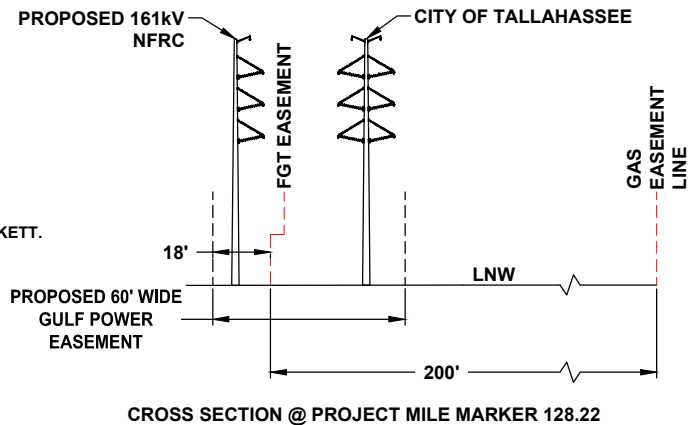 PROPOSED 161kV
NFRC
CITY OF TALLAHASSEE
FGT EASEMENT
GAS
EASEMENT
LINE
KETT.
18'
LNW
PROPOSED 60' WIDE
GULF POWER
EASEMENT
200'
CROSS SECTION @ PROJECT MILE MARKER 128.22